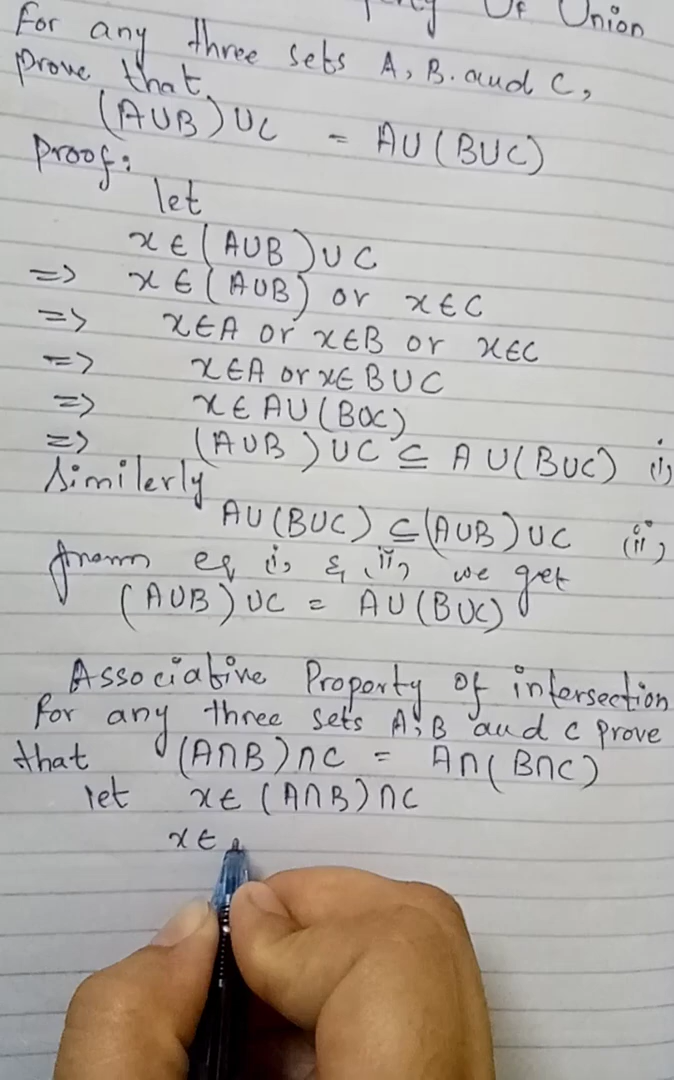 Of Union
For any three sets A, B. aud C,
prove that
(AUB)UC = AU(BUC)
Proof:
let
x ∈ (AUB)UC
=> x ∈ (AUB) or x∈C
=> x∈A or x∈B or x∈C
=> x∈A or x∈ BUC
=> x∈ AU(BUC)
=> (AUB)UC ⊆ AU(BUC) i,
Similerly
AU(BUC) ⊆ (AUB)UC (ii,
from eq i, & ii, we get
(AUB)UC = AU(BUC)
Associative Property Of intersection
For any three sets A, B aud C prove
that (A∩B)∩C = A∩(B∩C)
let x∈ (A∩B)∩C
x ∈